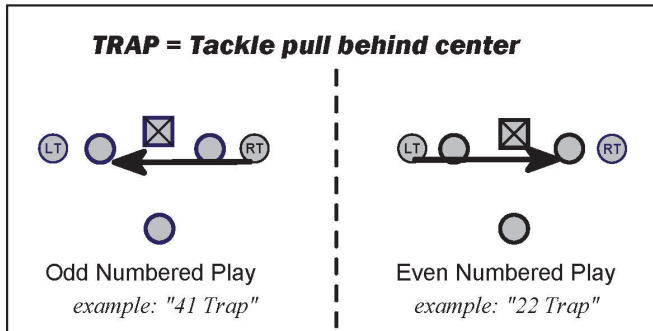 TRAP = Tackle pull behind center
LT RT LT RT
Odd Numbered Play Even Numbered Play
example: "41 Trap" example: "22 Trap"